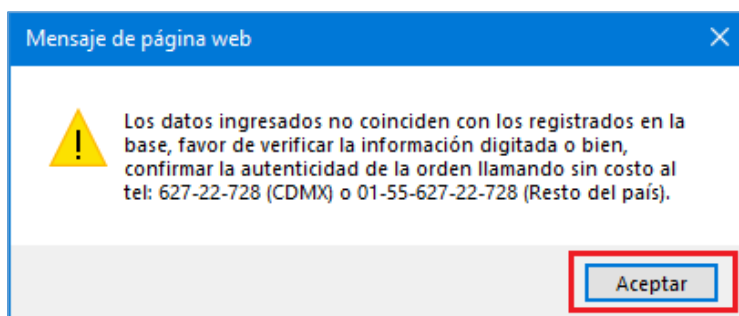 Mensaje de página web
Los datos ingresados no coinciden con los registrados en la
base, favor de verificar la información digitada o bien,
confirmar la autenticidad de la orden llamando sin costo al
tel: 627-22-728 (CDMX) o 01-55-627-22-728 (Resto del país).
Aceptar